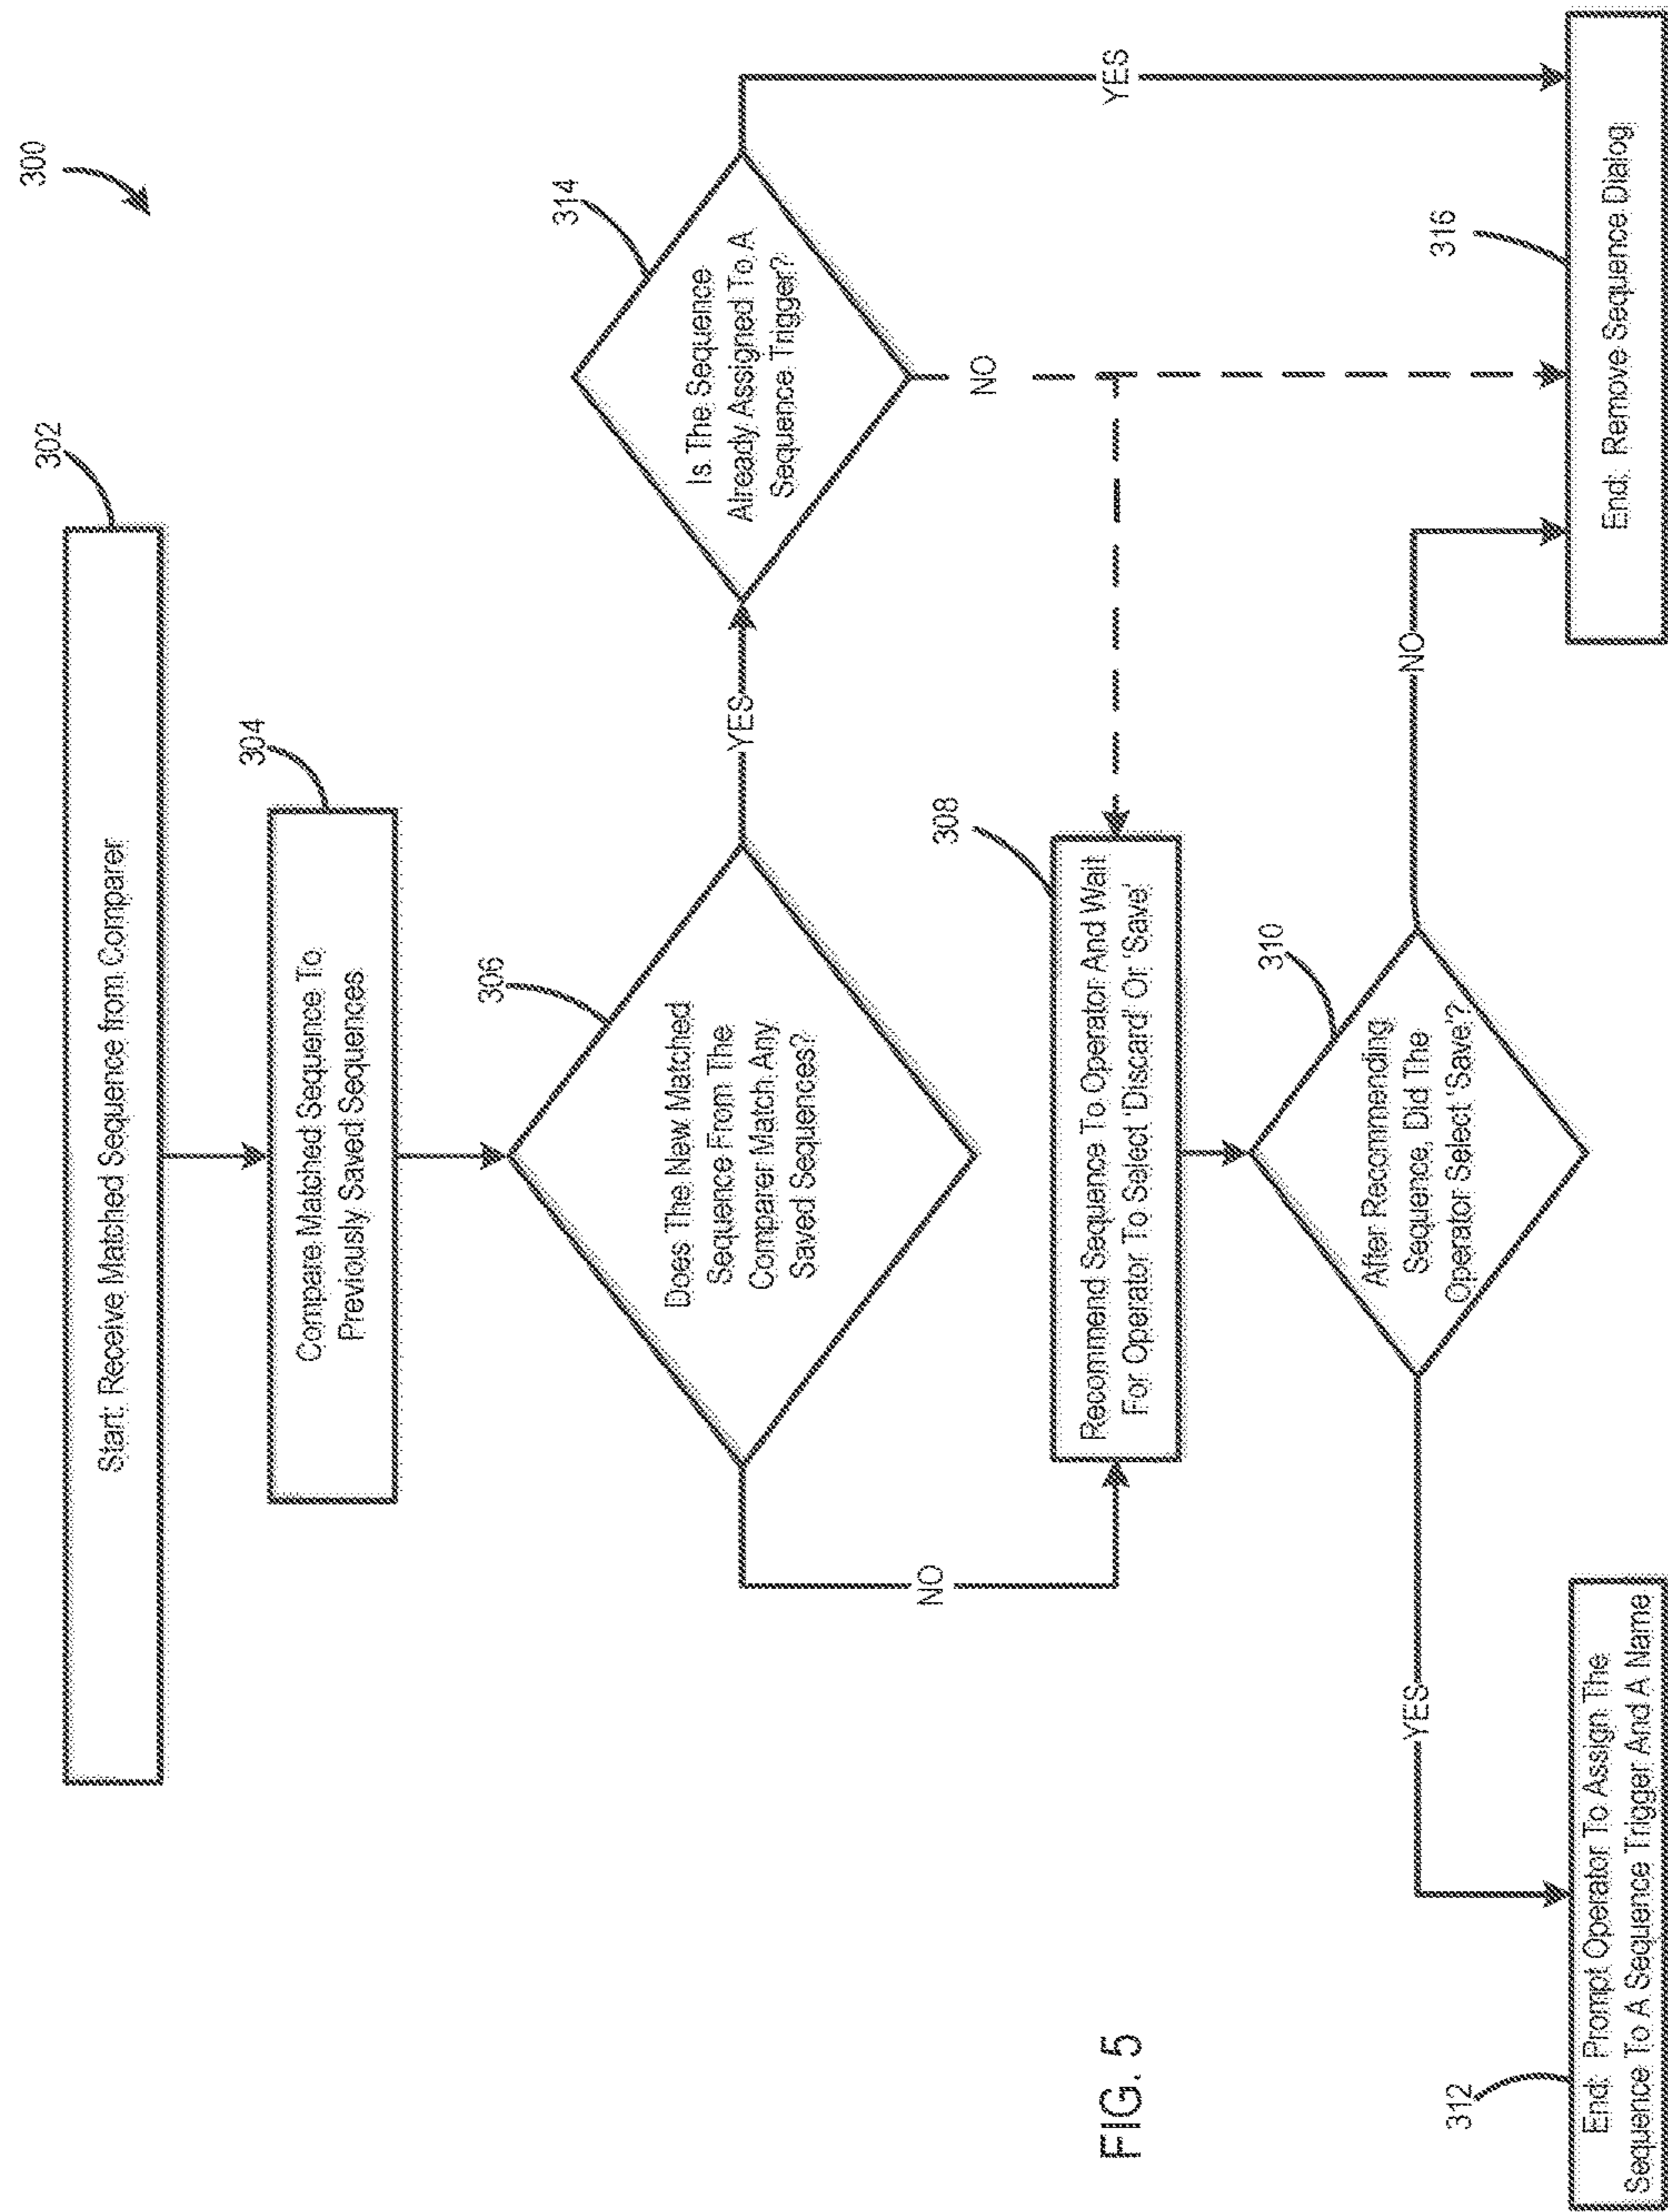 300
302
Start: Receive Matched Sequence from Comparer
304
Compare Matched Sequence To
Previously Saved Sequences
306
Does The New Matched
Sequence From The
Comparer Match Any
Saved Sequences?
YES
314
Is The Sequence
Already Assigned To A
Sequence Trigger?
YES
NO
NO
308
Recommend Sequence To Operator And Wait
For Operator To Select 'Discard' Or 'Save'
310
After Recommending
Sequence, Did The
Operator Select 'Save'?
YES
NO
312
End: Prompt Operator To Assign The
Sequence To A Sequence Trigger And A Name
316
End: Remove Sequence Dialog
FIG. 5